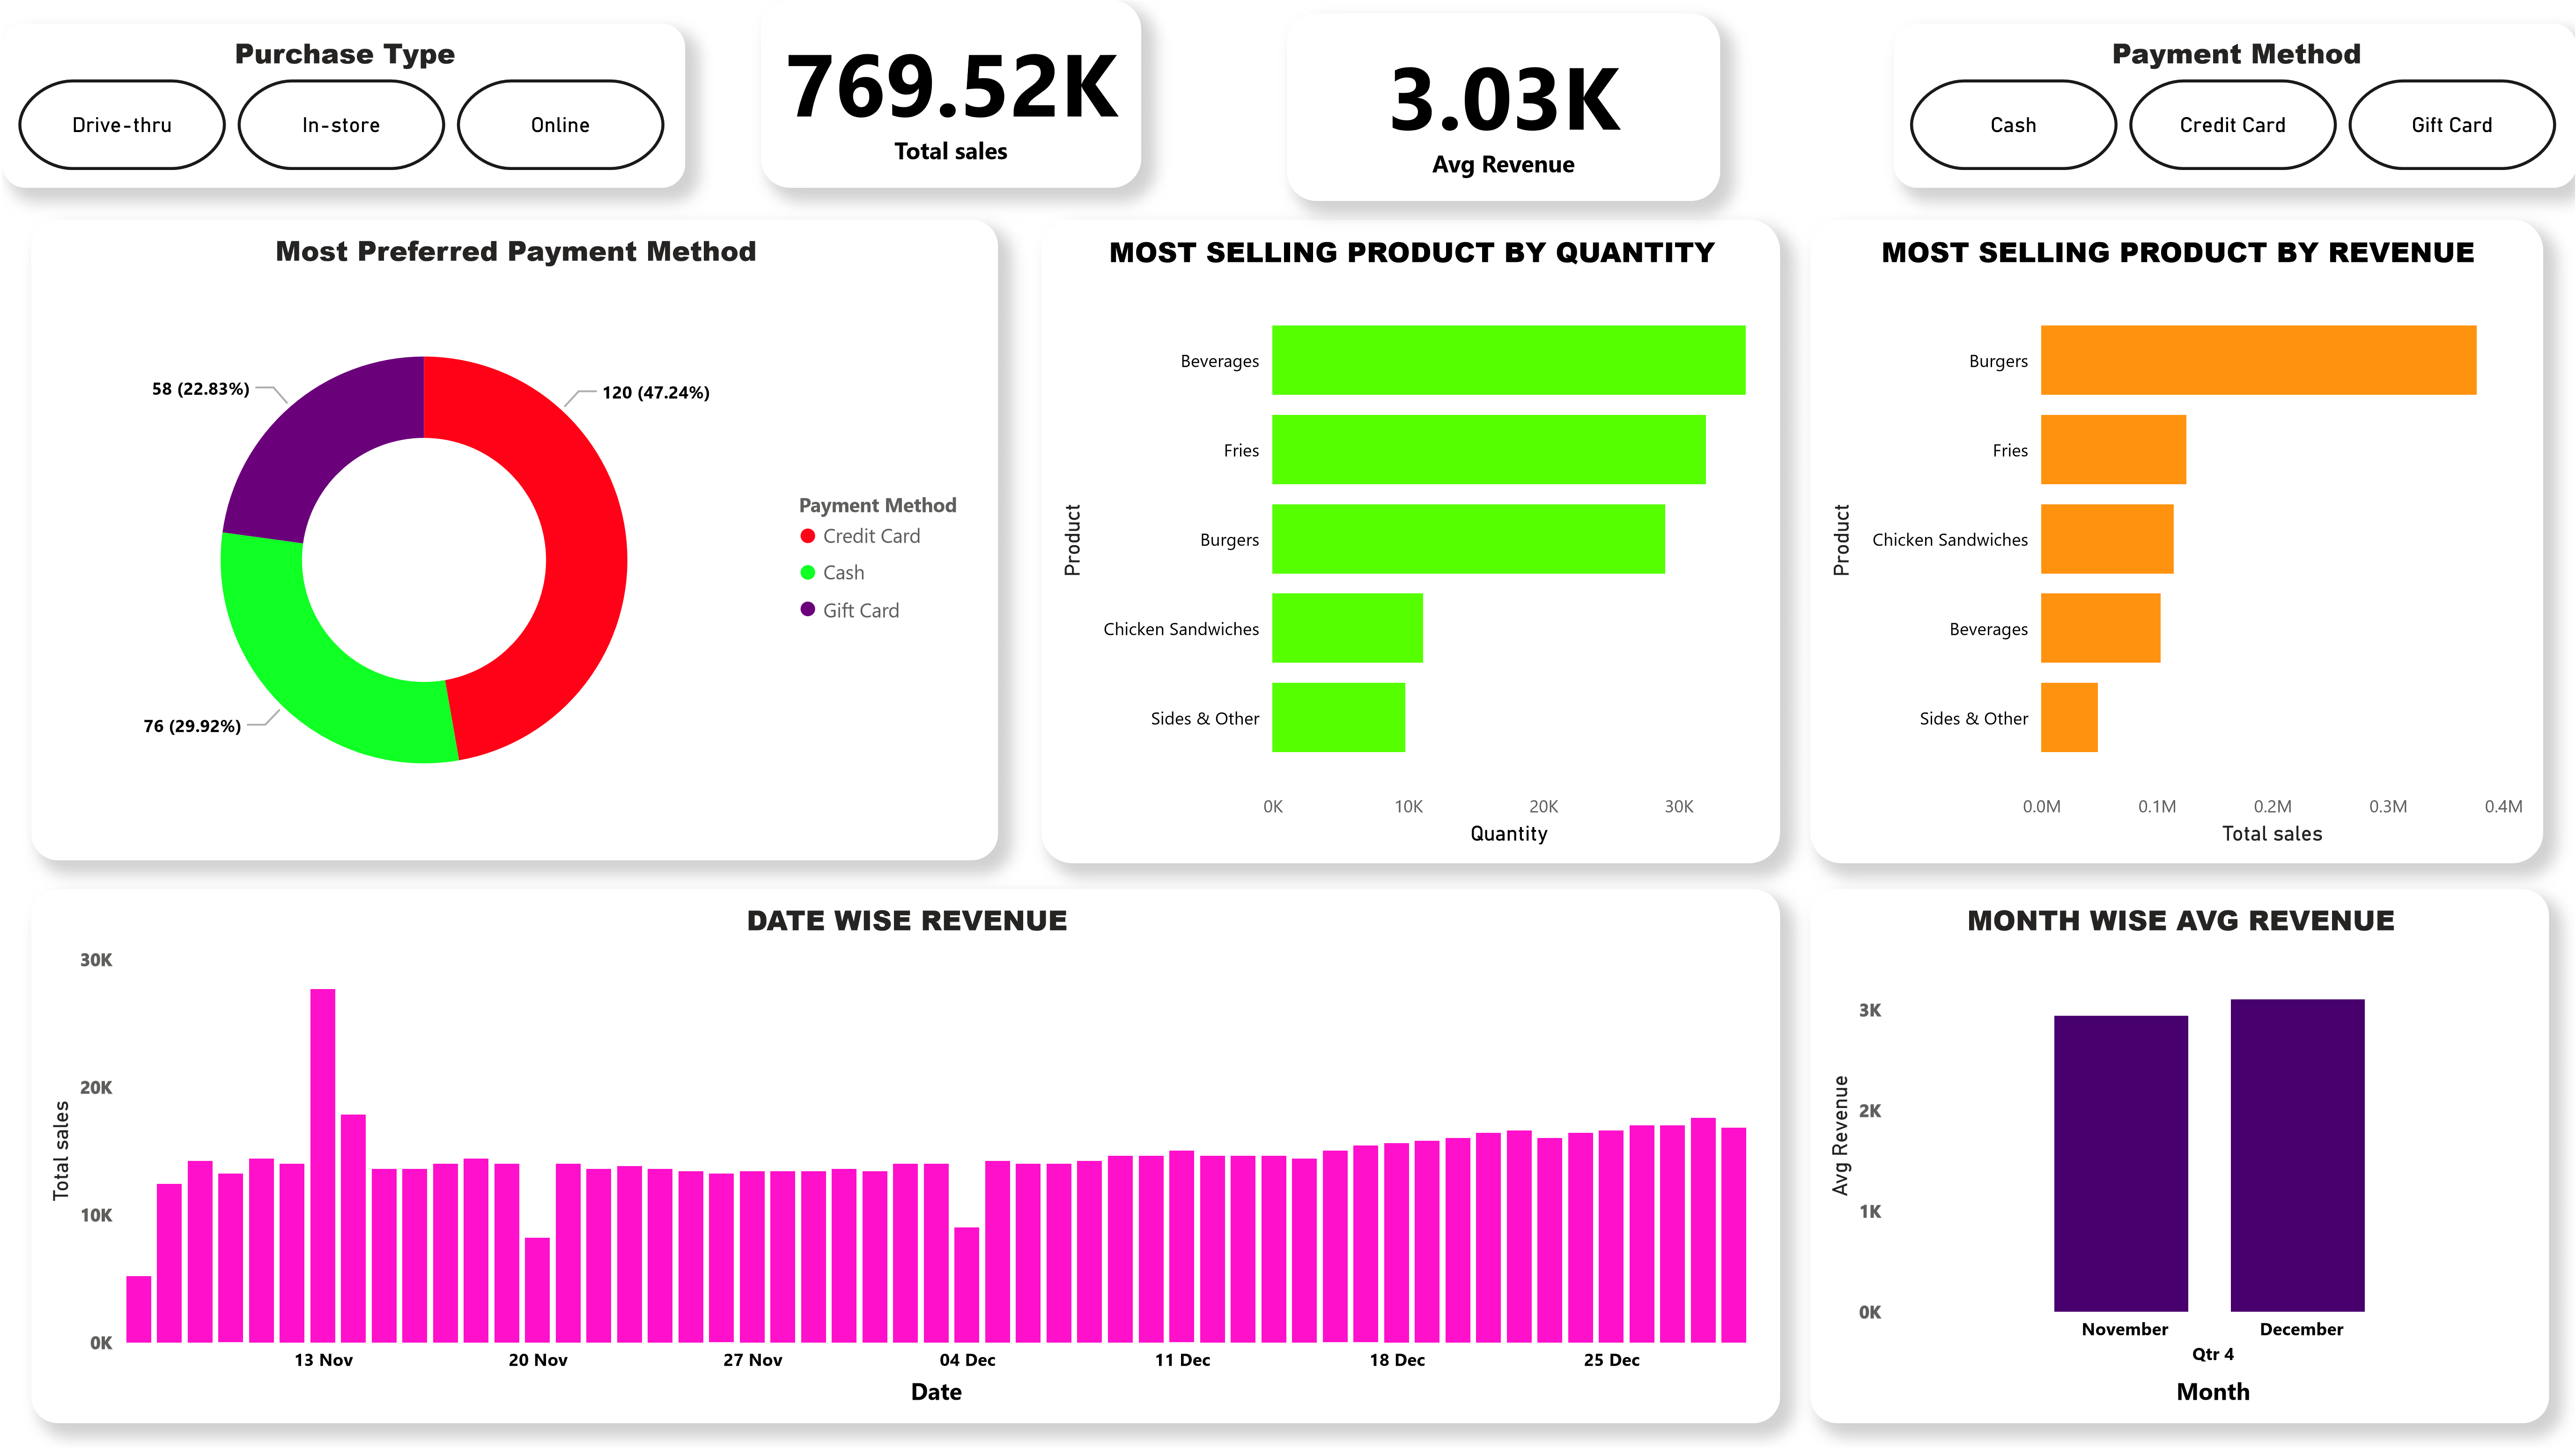 Purchase Type
Drive-thru
In-store
Online
769.52K
Total sales
3.03K
Avg Revenue
Payment Method
Cash
Credit Card
Gift Card
Most Preferred Payment Method
58 (22.83%)
120 (47.24%)
76 (29.92%)
Payment Method
Credit Card
Cash
Gift Card
MOST SELLING PRODUCT BY QUANTITY
Product
Beverages
Fries
Burgers
Chicken Sandwiches
Sides & Other
0K 10K 20K 30K
Quantity
MOST SELLING PRODUCT BY REVENUE
Product
Burgers
Fries
Chicken Sandwiches
Beverages
Sides & Other
0.0M 0.1M 0.2M 0.3M 0.4M
Total sales
DATE WISE REVENUE
Total sales
30K
20K
10K
0K
13 Nov 20 Nov 27 Nov 04 Dec 11 Dec 18 Dec 25 Dec
Date
MONTH WISE AVG REVENUE
Avg Revenue
3K
2K
1K
0K
November December
Qtr 4
Month